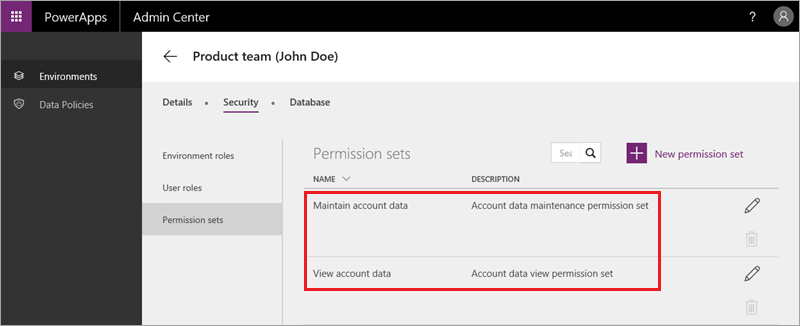 PowerApps Admin Center ?
Product team (John Doe)
Environments
Data Policies
Details • Security • Database
Environment roles
User roles
Permission sets
Permission sets
Sea
New permission set
NAME DESCRIPTION
Maintain account data Account data maintenance permission set
View account data Account data view permission set